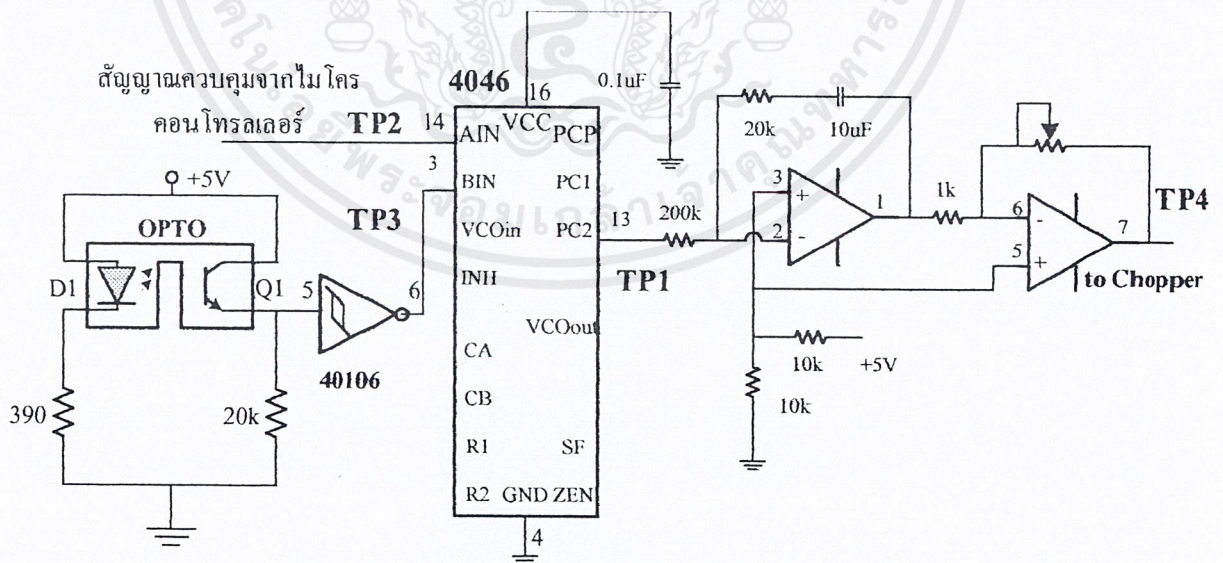 สัญญาณควบคุมจากไมโคร
คอนโทรลเลอร์
TP2
14
4046
16
0.1uF
AIN
VCC
PCP
3
BIN
PC1
VCOin
PC2
13
INH
VCOout
CA
CB
R1
SF
R2
GND
ZEN
4
+5V
OPTO
TP3
D1
Q1
5
6
40106
390
20k
200k
TP1
20k
10uF
3
+
2
-
1
1k
6
-
5
+
7
TP4
to Chopper
10k
+5V
10k